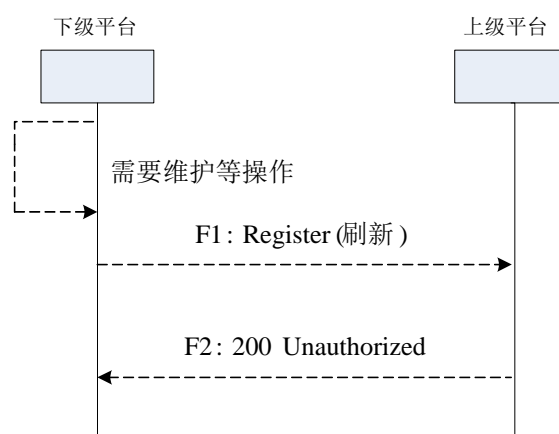 下级平台
上级平台
需要维护等操作
F1: Register (刷新)
F2: 200 Unauthorized